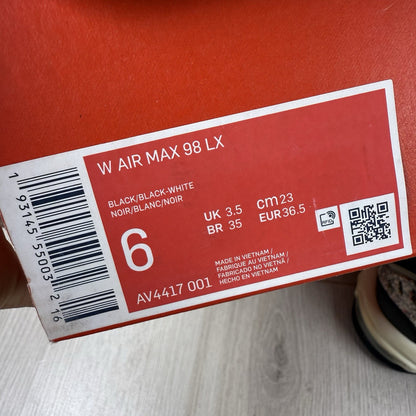 W AIR MAX 98 LX
BLACK/BLACK-WHITE
NOIR/BLANC/NOIR
6
UK 3.5 cm 23
BR 35 EUR 36.5
MADE IN VIETNAM /
FABRIQUE AU VIETNAM /
FABRICADO NO VIETNÃ /
HECHO EN VIETNAM
AV4417 001
1 93145 55003 2 16